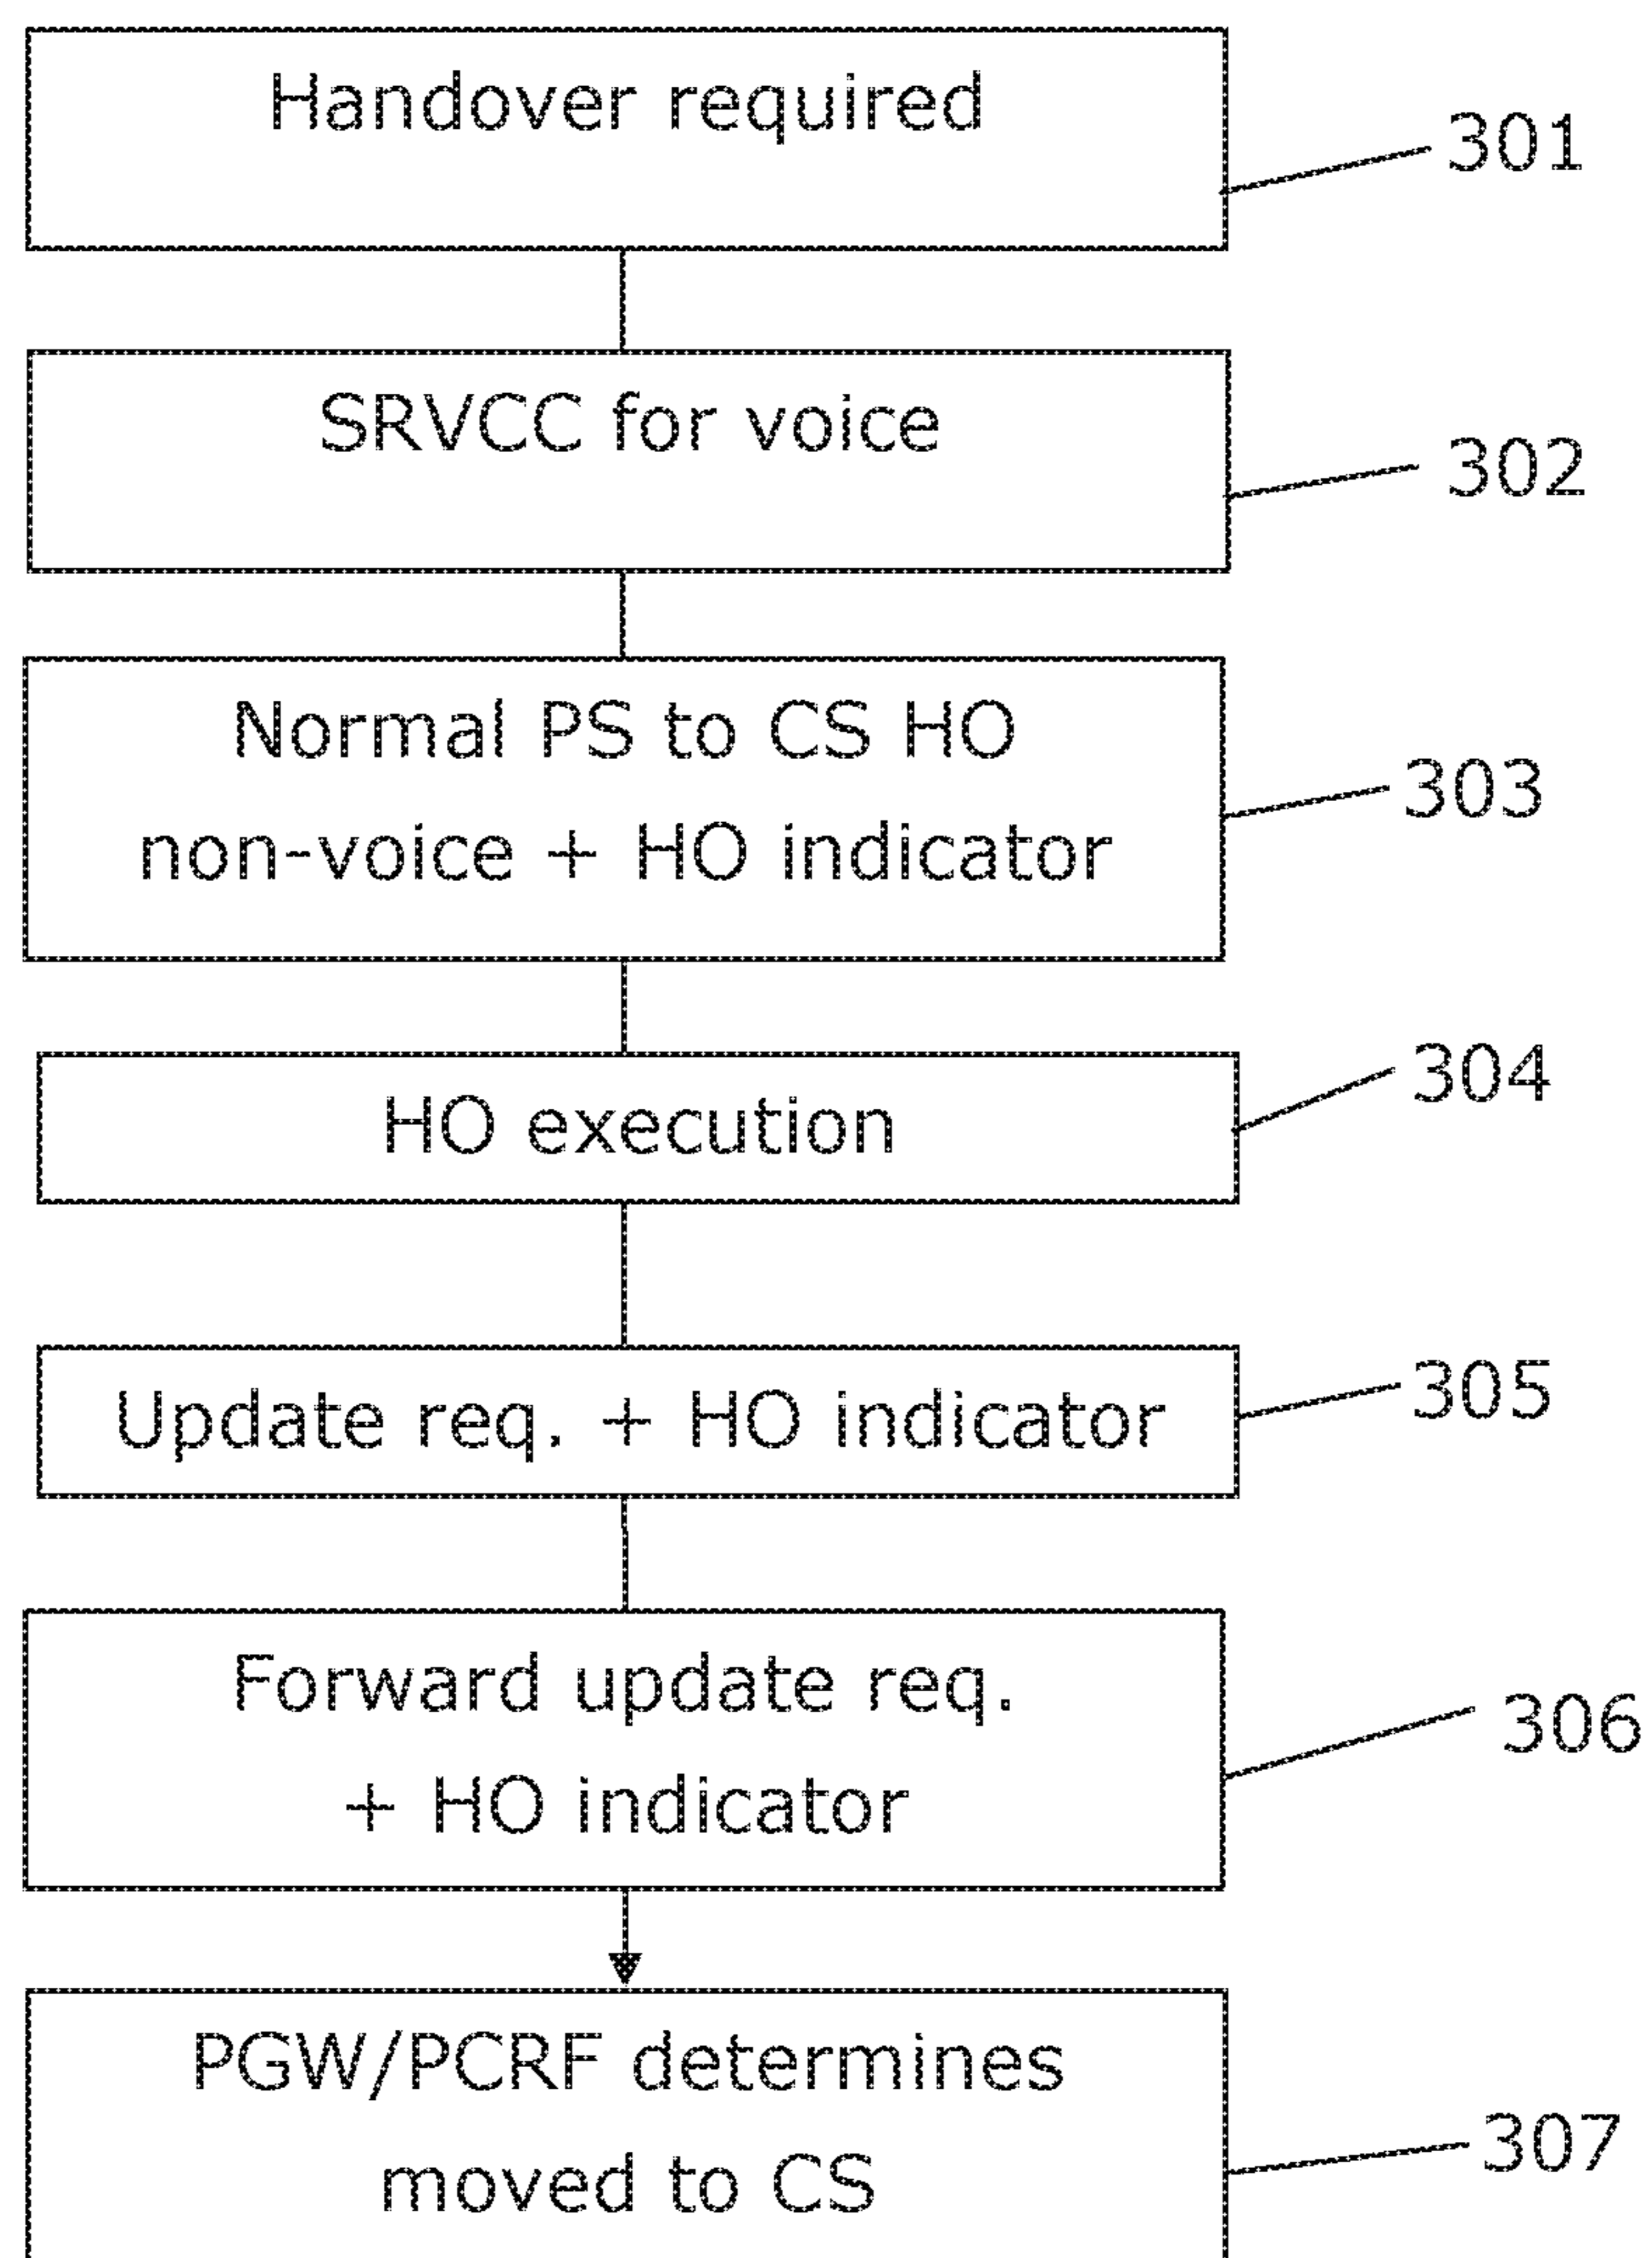 Handover required
301
SRVCC for voice
302
Normal PS to CS HO
non-voice + HO indicator
303
HO execution
304
Update req. + HO indicator
305
Forward update req.
+ HO indicator
306
PGW/PCRF determines
moved to CS
307